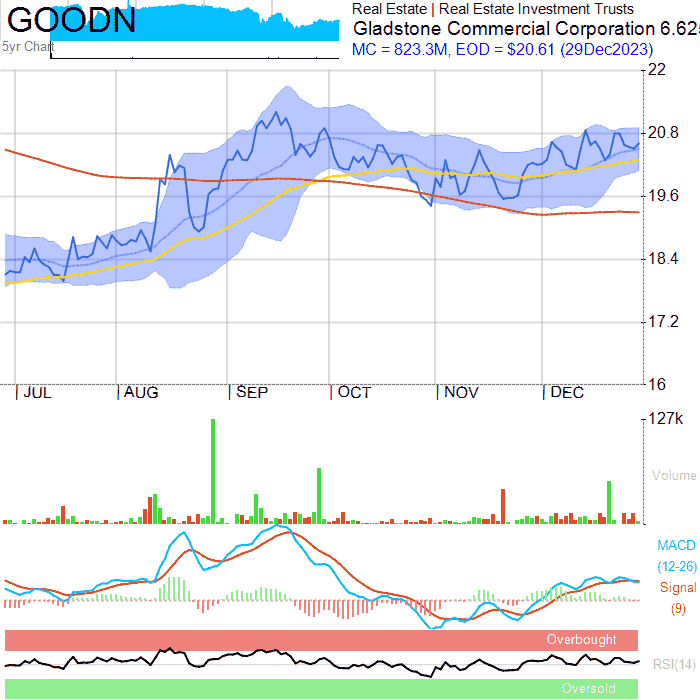 GOODN
Real Estate | Real Estate Investment Trusts
5yr Chart
Gladstone Commercial Corporation 6.62
MC = 823.3M, EOD = $20.61 (29Dec2023)
22
20.8
19.6
18.4
17.2
16
JUL AUG SEP OCT NOV DEC
127k
Volume
MACD
(12-26)
Signal
(9)
Overbought
RSI(14)
Oversold